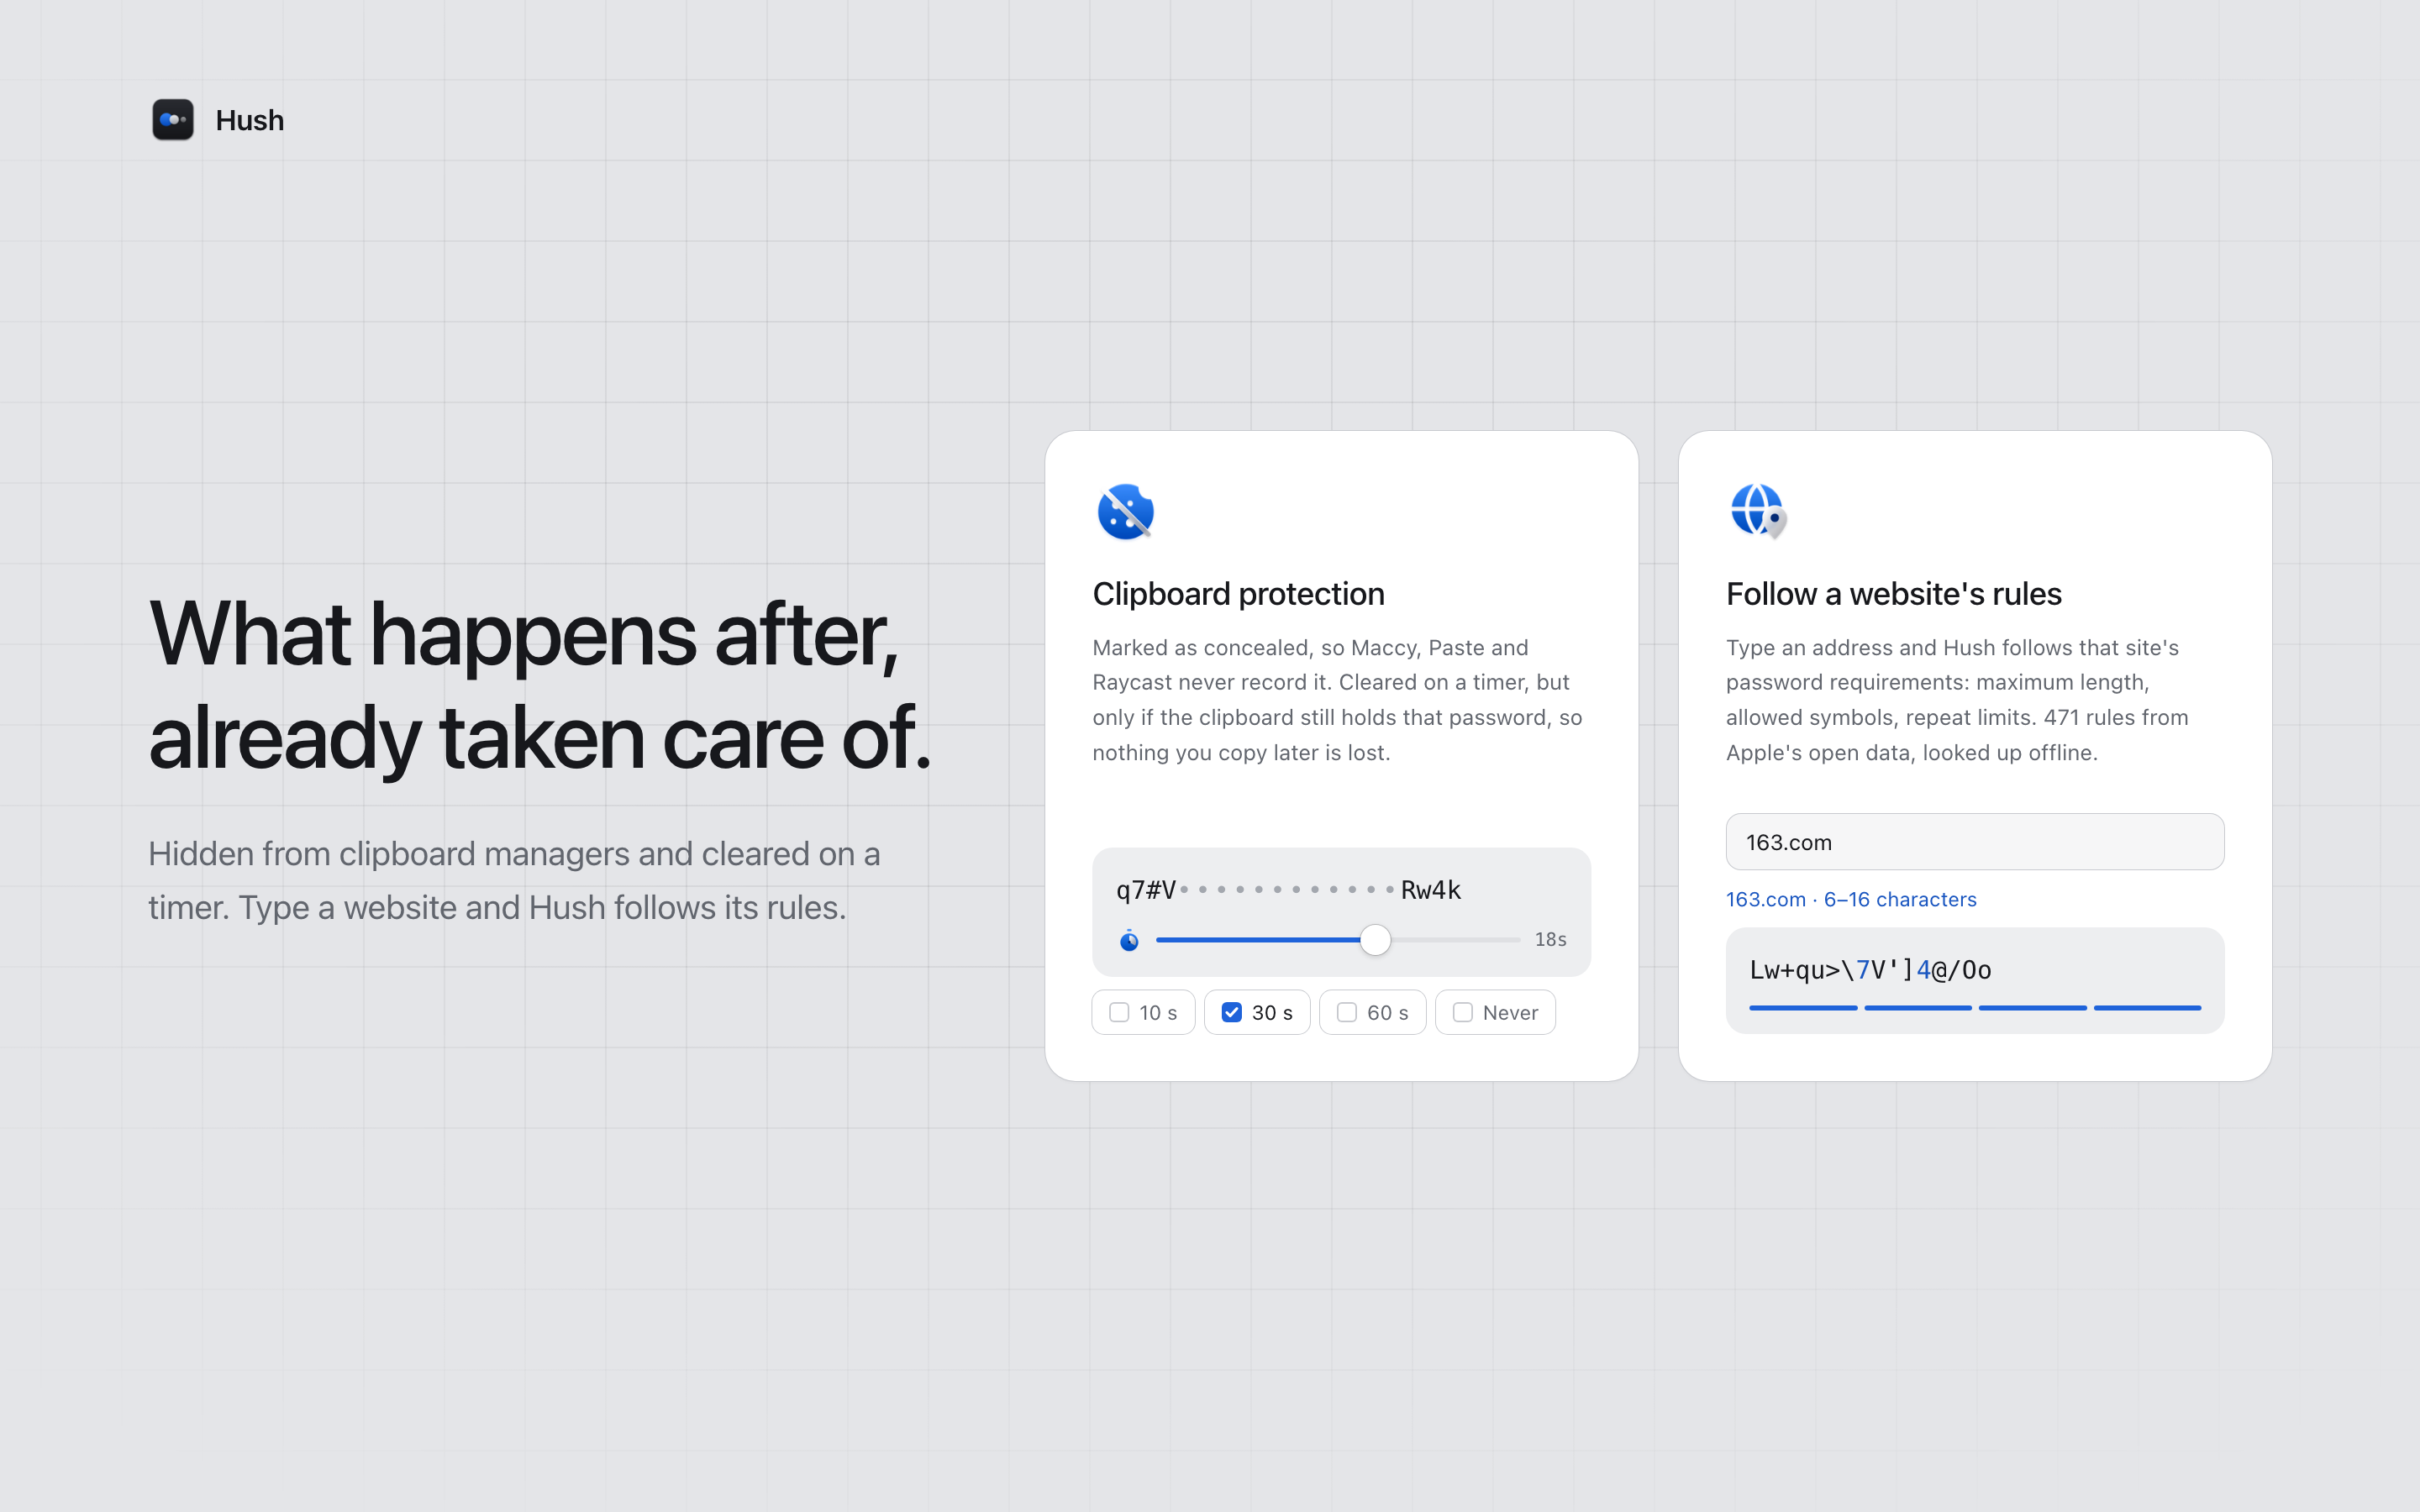 Hush
What happens after,
already taken care of.
Hidden from clipboard managers and cleared on a
timer. Type a website and Hush follows its rules.
Clipboard protection
Marked as concealed, so Maccy, Paste and
Raycast never record it. Cleared on a timer, but
only if the clipboard still holds that password, so
nothing you copy later is lost.
q7#V••••••••••••Rw4k
18s
10 s
30 s
60 s
Never
Follow a website's rules
Type an address and Hush follows that site's
password requirements: maximum length,
allowed symbols, repeat limits. 471 rules from
Apple's open data, looked up offline.
163.com
163.com · 6–16 characters
Lw+qu>\7V']4@/Oo